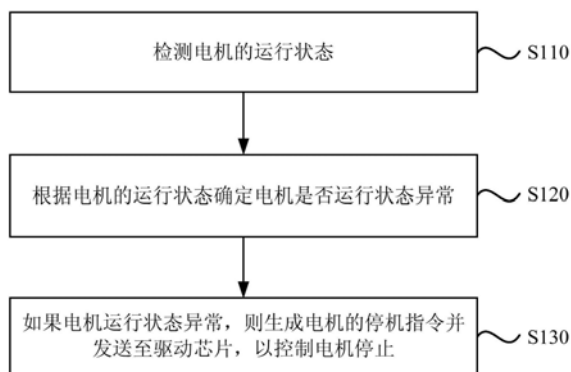 检测电机的运行状态
S110
根据电机的运行状态确定电机是否运行状态异常
S120
如果电机运行状态异常，则生成电机的停机指令并
发送至驱动芯片，以控制电机停止
S130